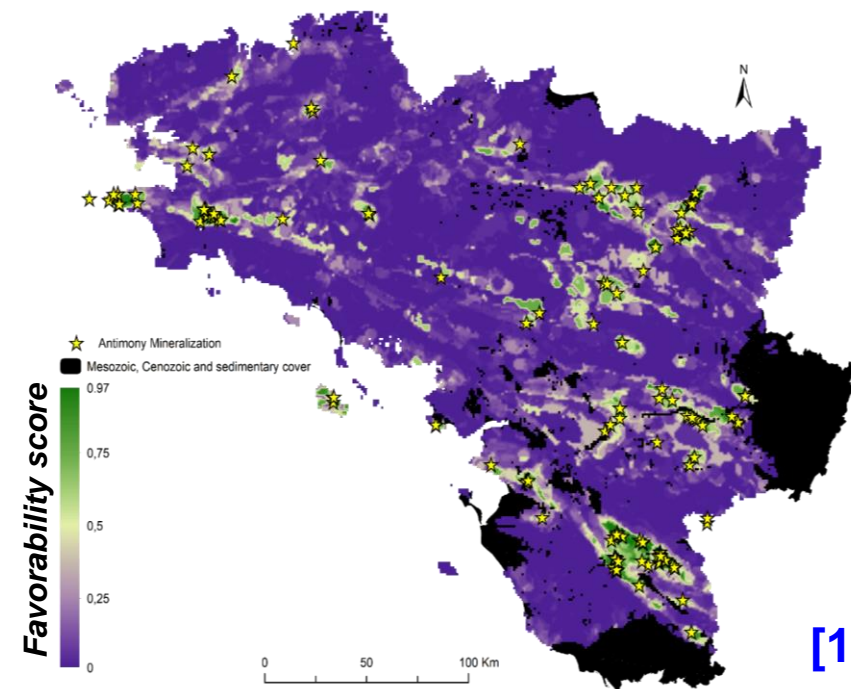 N
Antimony Mineralization
Mesozoic, Cenozoic and sedimentary cover
Favorability score
0.97
0,75
0,5
0,25
0
0 50 100 Km
[1